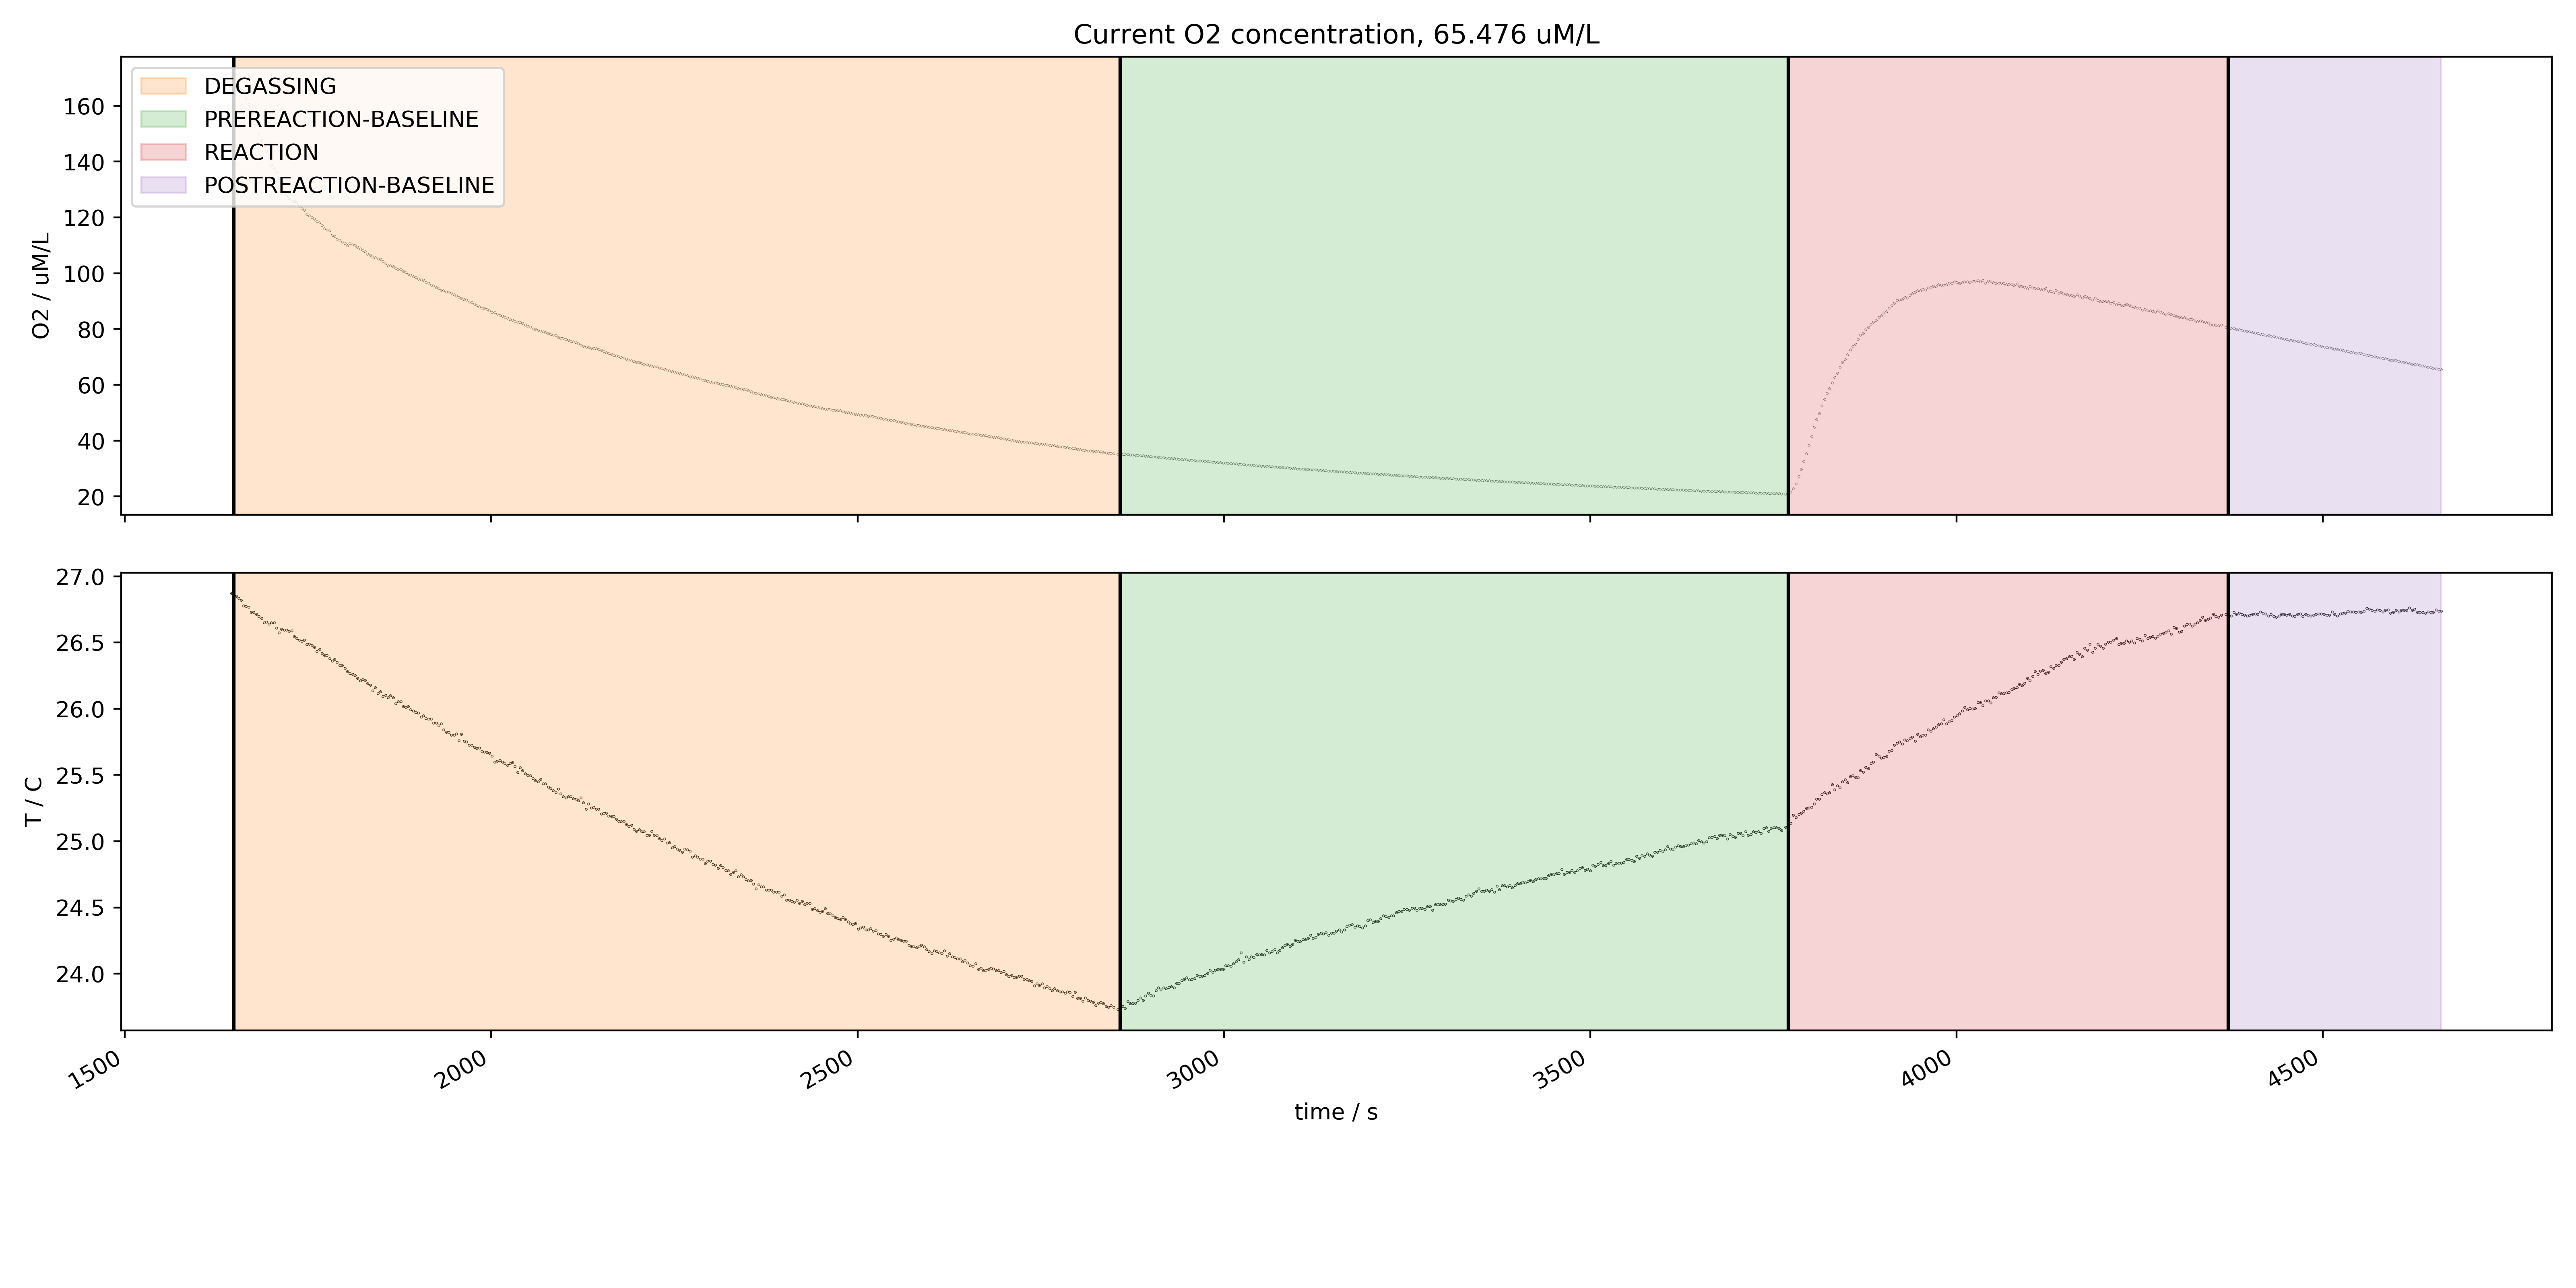 Current O2 concentration, 65.476 uM/L
DEGASSING
PREREACTION-BASELINE
REACTION
POSTREACTION-BASELINE
160
140
120
100
80
60
40
20
O2 / uM/L
27.0
26.5
26.0
25.5
25.0
24.5
24.0
T / C
1500
2000
2500
3000
3500
4000
4500
time / s